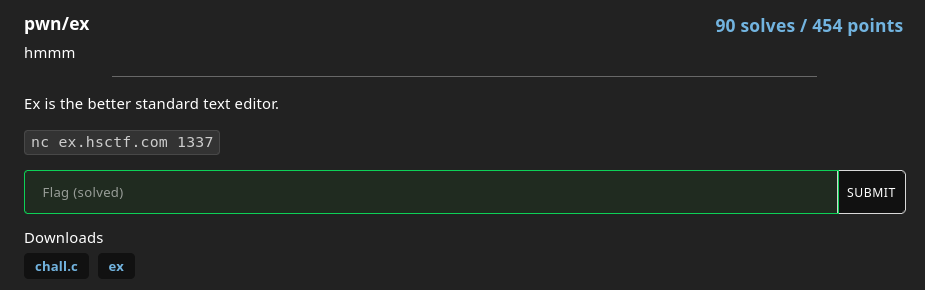 pwn/ex
90 solves / 454 points
hmmm
Ex is the better standard text editor.
nc ex.hsctf.com 1337
Flag (solved)
SUBMIT
Downloads
chall.c
ex